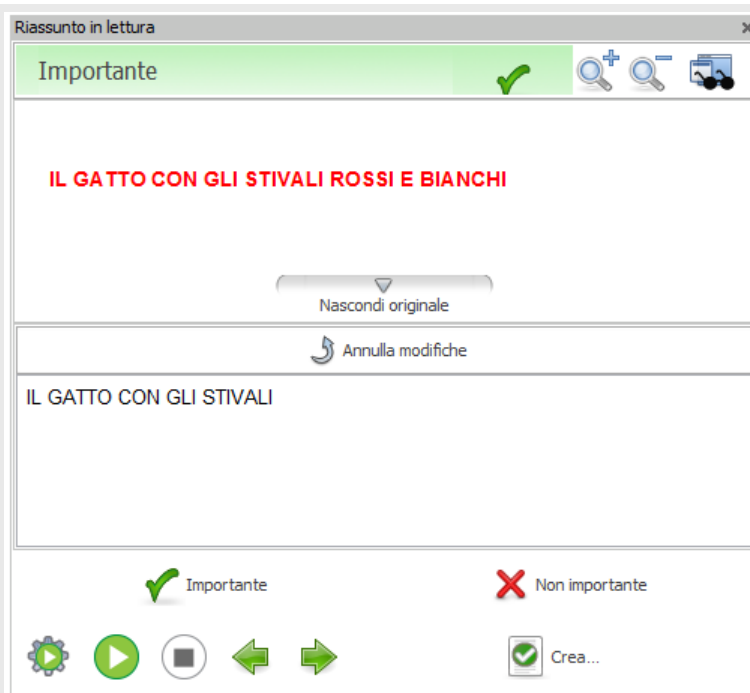 Riassunto in lettura
Importante
IL GATTO CON GLI STIVALI ROSSI E BIANCHI
Nascondi originale
Annulla modifiche
IL GATTO CON GLI STIVALI
Importante Non importante
Crea...